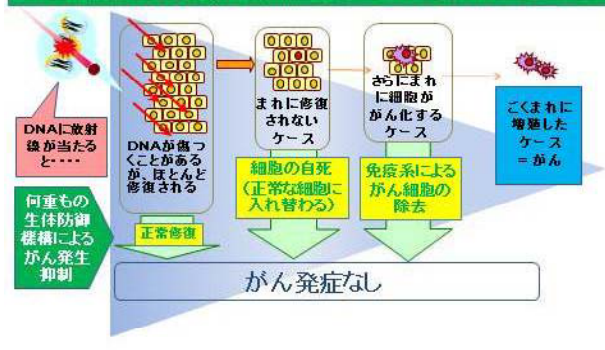 DNAに放射
線が当たる
と・・・・
何重もの
生体防御
機構による
がん発生
抑制
DNAが傷つ
くことがある
が、ほとんど
修復される
正常修復
まれに修復
されない
ケース
細胞の自死
(正常な細胞に
入れ替わる)
さらにまれ
に細胞が
がん化する
ケース
免疫系による
がん細胞の
除去
ごくまれに
増殖した
ケース
=がん
がん発症なし